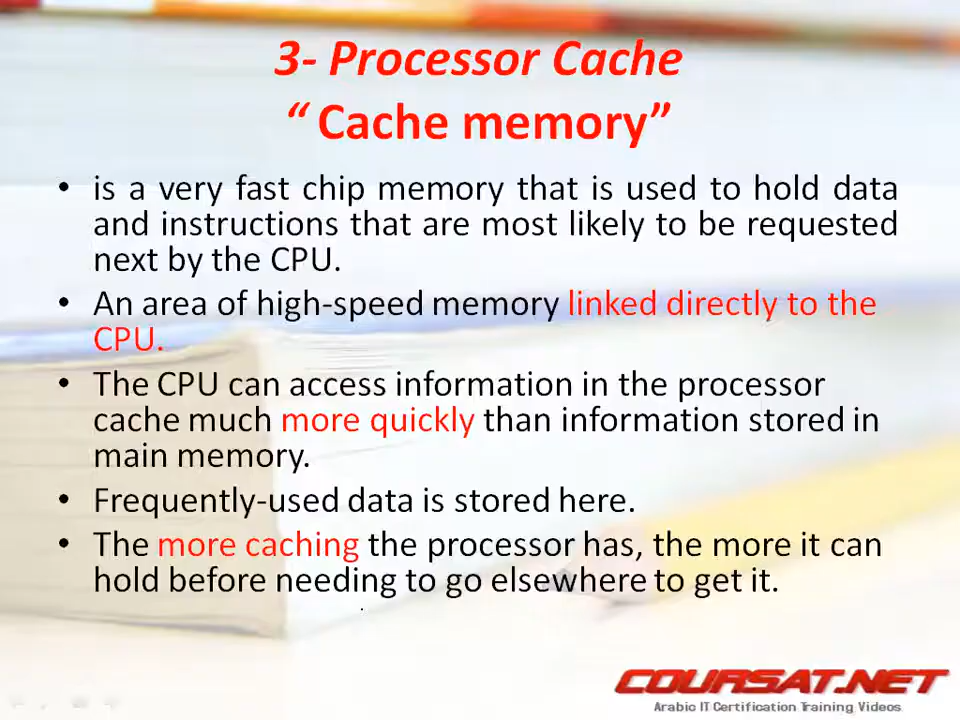 3- Processor Cache
“ Cache memory”
• is a very fast chip memory that is used to hold data
and instructions that are most likely to be requested
next by the CPU.
• An area of high-speed memory linked directly to the
CPU.
• The CPU can access information in the processor
cache much more quickly than information stored in
main memory.
• Frequently-used data is stored here.
• The more caching the processor has, the more it can
hold before needing to go elsewhere to get it.
COURSAT.NET
Arabic IT Certification Training Videos